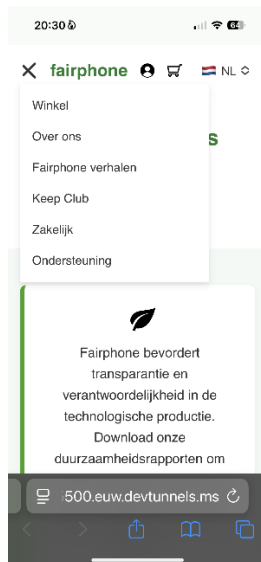 20:30
64
fairphone
NL
Winkel
Over ons
Fairphone verhalen
Keep Club
Zakelijk
Ondersteuning
s
Fairphone bevordert
transparantie en
verantwoordelijkheid in de
technologische productie.
Download onze
duurzaamheidsrapporten om
500.euw.devtunnels.ms